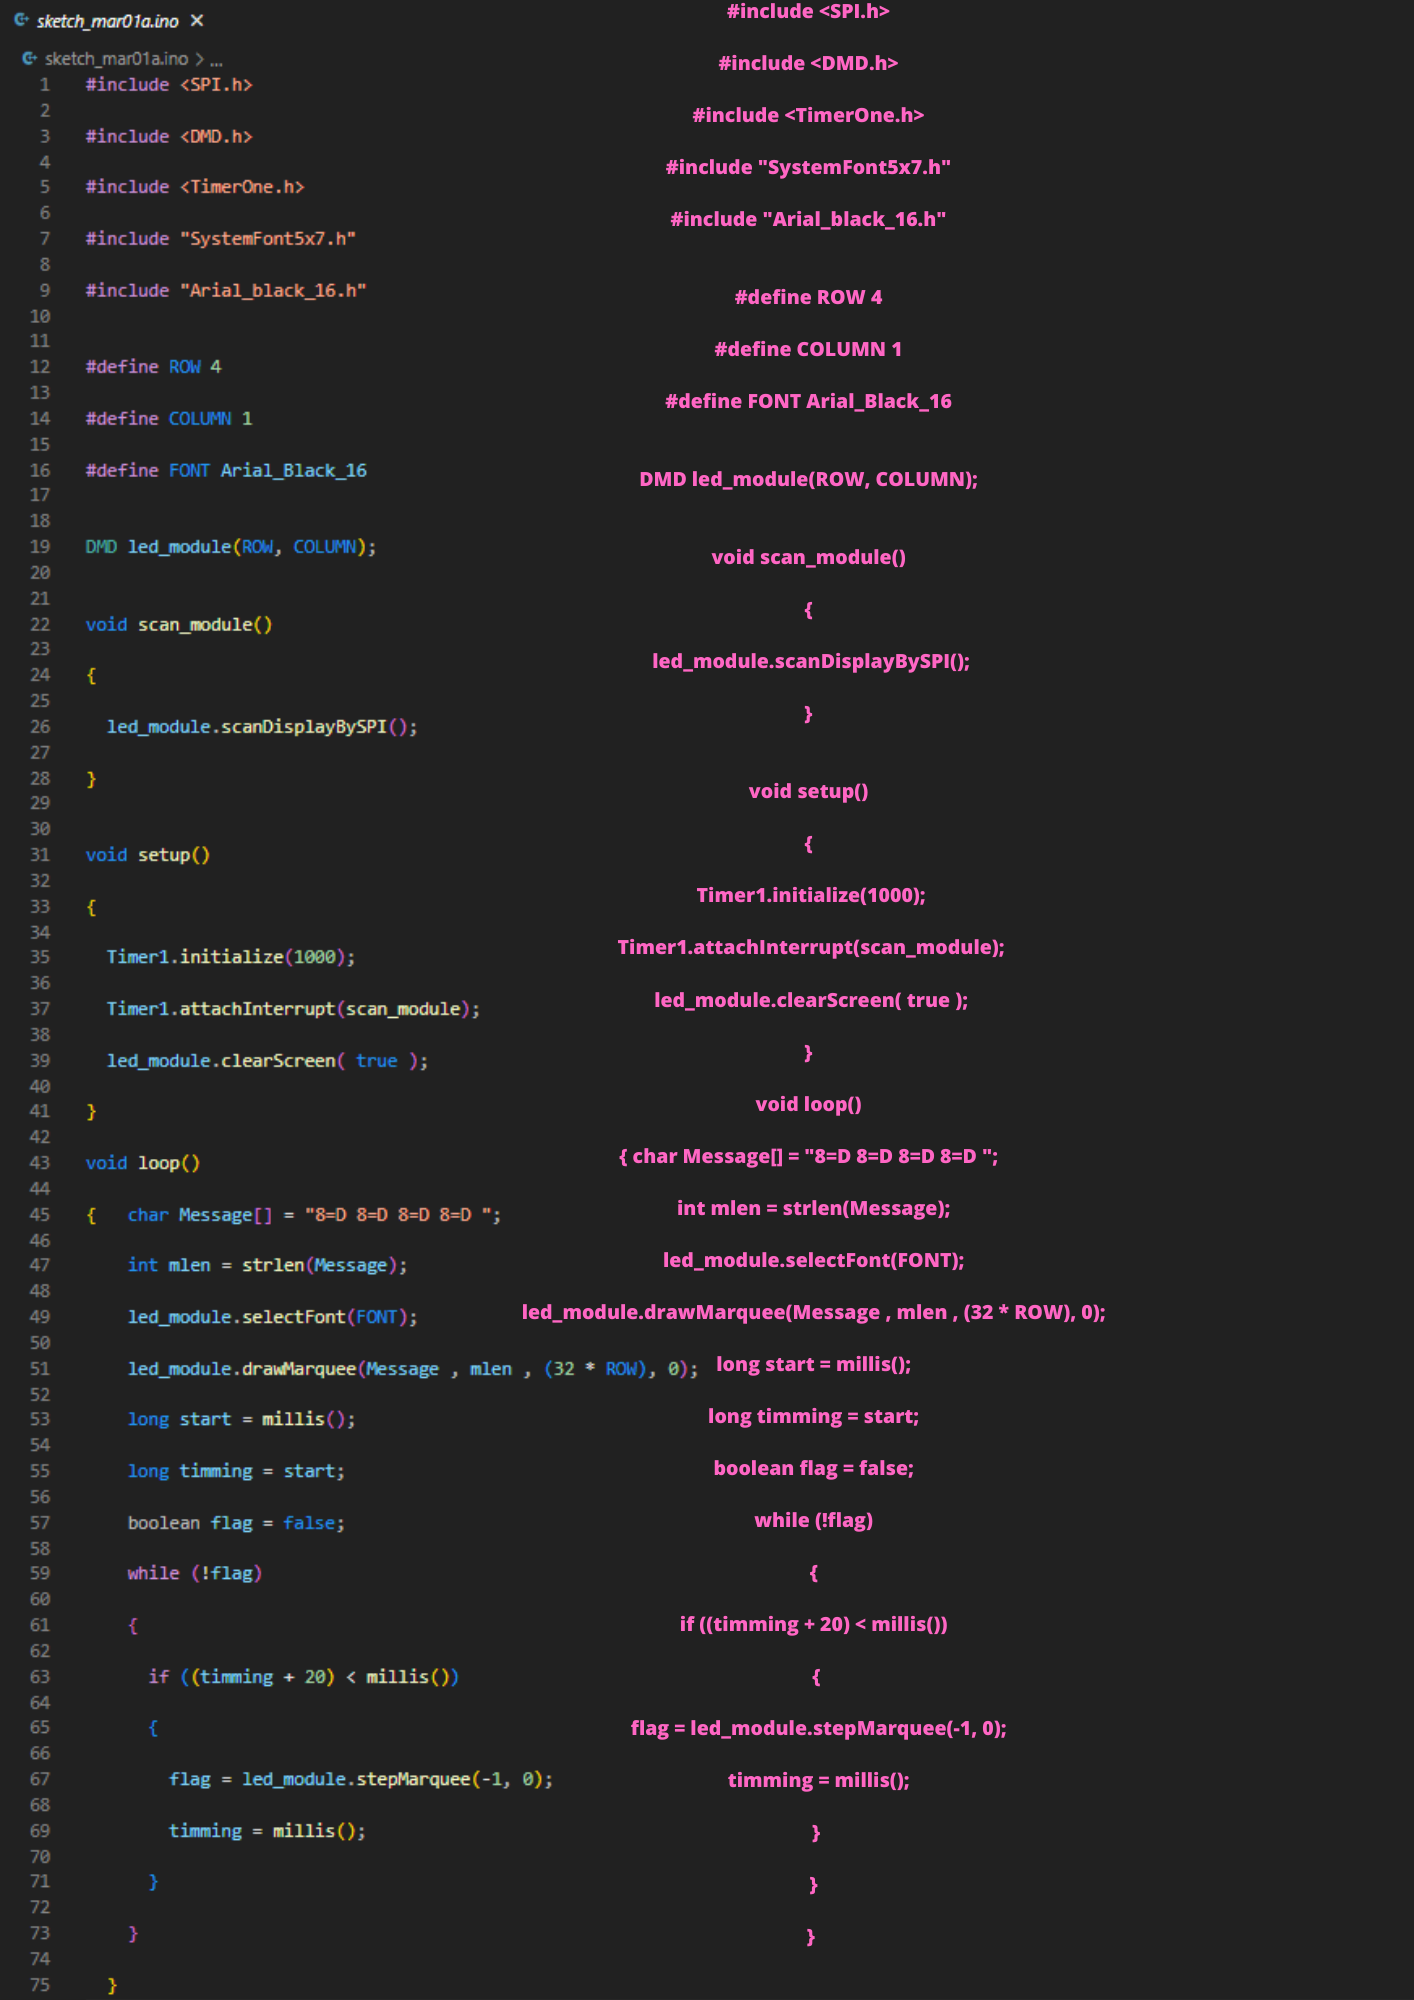 sketch_mar01a.ino ×
sketch_mar01a.ino > ...
1 #include <SPI.h>
2
3 #include <DMD.h>
4
5 #include <TimerOne.h>
6
7 #include "SystemFont5x7.h"
8
9 #include "Arial_black_16.h"
10
11
12 #define ROW 4
13
14 #define COLUMN 1
15
16 #define FONT Arial_Black_16
17
18
19 DMD led_module(ROW, COLUMN);
20
21
22 void scan_module()
23
24 {
25
26 led_module.scanDisplayBySPI();
27
28 }
29
30
31 void setup()
32
33 {
34
35 Timer1.initialize(1000);
36
37 Timer1.attachInterrupt(scan_module);
38
39 led_module.clearScreen( true );
40
41 }
42
43 void loop()
44
45 { char Message[] = "8=D 8=D 8=D 8=D ";
46
47 int mlen = strlen(Message);
48
49 led_module.selectFont(FONT);
50
51 led_module.drawMarquee(Message , mlen , (32 * ROW), 0);
52
53 long start = millis();
54
55 long timming = start;
56
57 boolean flag = false;
58
59 while (!flag)
60
61 {
62
63 if ((timming + 20) < millis())
64
65 {
66
67 flag = led_module.stepMarquee(-1, 0);
68
69 timming = millis();
70
71 }
72
73 }
74
75 }
#include <SPI.h>
#include <DMD.h>
#include <TimerOne.h>
#include "SystemFont5x7.h"
#include "Arial_black_16.h"
#define ROW 4
#define COLUMN 1
#define FONT Arial_Black_16
DMD led_module(ROW, COLUMN);
void scan_module()
{
led_module.scanDisplayBySPI();
}
void setup()
{
Timer1.initialize(1000);
Timer1.attachInterrupt(scan_module);
led_module.clearScreen( true );
}
void loop()
{ char Message[] = "8=D 8=D 8=D 8=D ";
int mlen = strlen(Message);
led_module.selectFont(FONT);
led_module.drawMarquee(Message , mlen , (32 * ROW), 0);
long start = millis();
long timming = start;
boolean flag = false;
while (!flag)
{
if ((timming + 20) < millis())
{
flag = led_module.stepMarquee(-1, 0);
timming = millis();
}
}
}